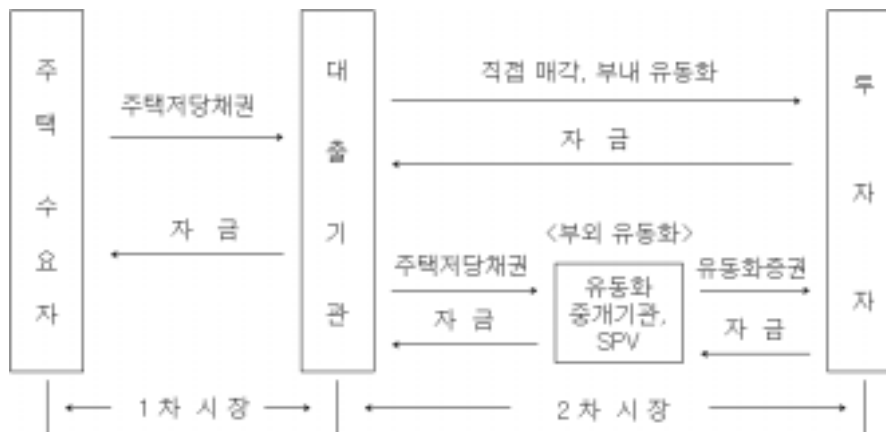 주택 수요자
대출기관
투자자
직접 매각, 부내 유동화
주택저당채권
자 금
자 금
<부외 유동화>
주택저당채권
유동화증권
유동화
중개기관,
SPV
자 금
자 금
1차 시장
2차 시장